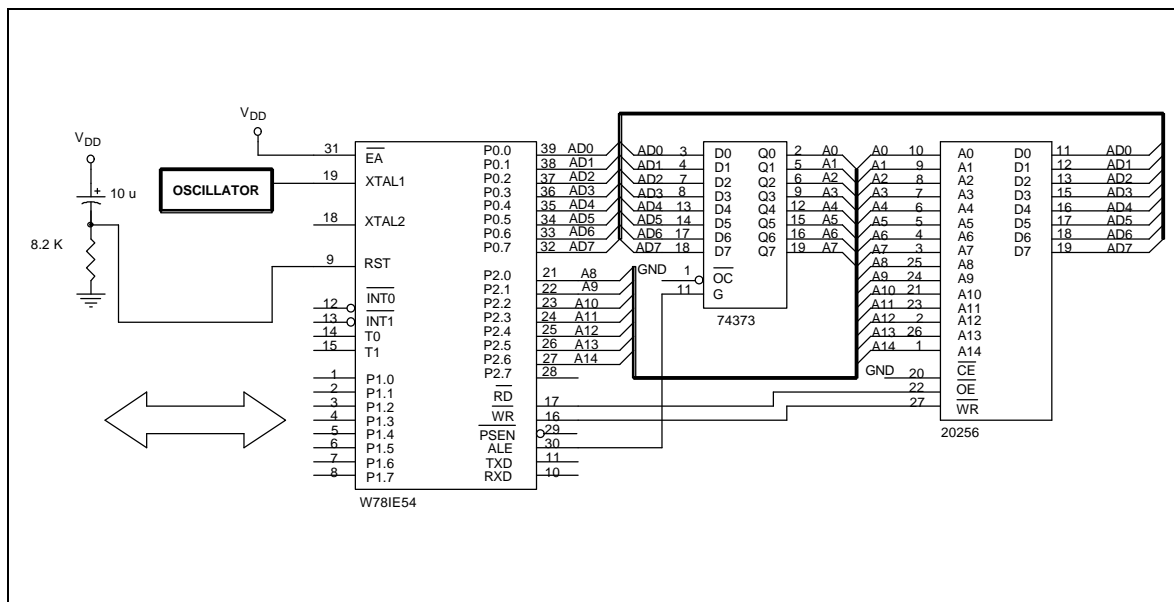 VDD
10 u
8.2 K
VDD
OSCILLATOR
31 EA
19 XTAL1
18 XTAL2
9 RST
12 INT0
13 INT1
14 T0
15 T1
1 P1.0
2 P1.1
3 P1.2
4 P1.3
5 P1.4
6 P1.5
7 P1.6
8 P1.7
P0.0 39 AD0
P0.1 38 AD1
P0.2 37 AD2
P0.3 36 AD3
P0.4 35 AD4
P0.5 34 AD5
P0.6 33 AD6
P0.7 32 AD7
P2.0 21 A8
P2.1 22 A9
P2.2 23 A10
P2.3 24 A11
P2.4 25 A12
P2.5 26 A13
P2.6 27 A14
P2.7 28
RD 17
WR 16
PSEN 29
ALE 30
TXD 11
RXD 10
W78IE54
AD0 3 D0 Q0 2 A0
AD1 4 D1 Q1 5 A1
AD2 7 D2 Q2 6 A2
AD3 8 D3 Q3 9 A3
AD4 13 D4 Q4 12 A4
AD5 14 D5 Q5 15 A5
AD6 17 D6 Q6 16 A6
AD7 18 D7 Q7 19 A7
GND 1 OC
11 G
74373
A0 10 A0 D0 11 AD0
A1 9 A1 D1 12 AD1
A2 8 A2 D2 13 AD2
A3 7 A3 D3 15 AD3
A4 6 A4 D4 16 AD4
A5 5 A5 D5 17 AD5
A6 4 A6 D6 18 AD6
A7 3 A7 D7 19 AD7
A8 25 A8
A9 24 A9
A10 21 A10
A11 23 A11
A12 2 A12
A13 26 A13
A14 1 A14
GND 20 CE
22 OE
27 WR
20256